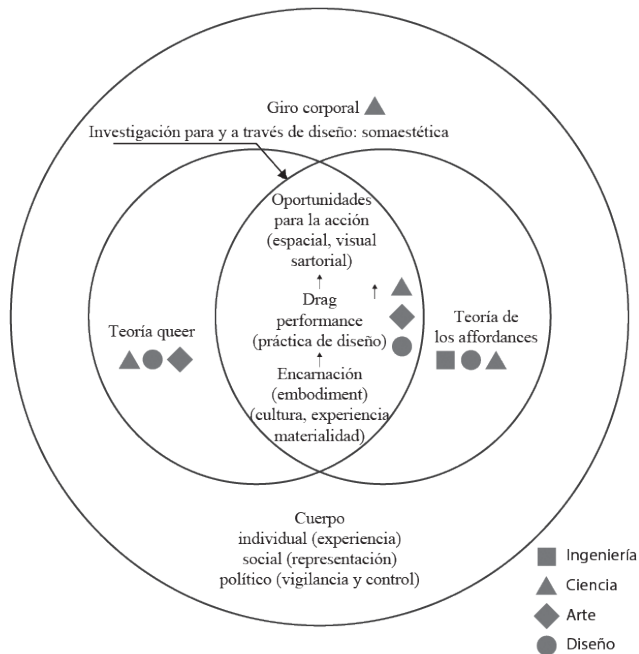 Giro corporal
Investigación para y a través de diseño: somaestética
Oportunidades
para la acción
(espacial, visual
sartorial)
Drag
performance
(práctica de diseño)
Encarnación
(embodiment)
(cultura, experiencia
materialidad)
Teoría queer
Teoría de
los affordances
Cuerpo
individual (experiencia)
social (representación)
político (vigilancia y control)
Ingeniería
Ciencia
Arte
Diseño